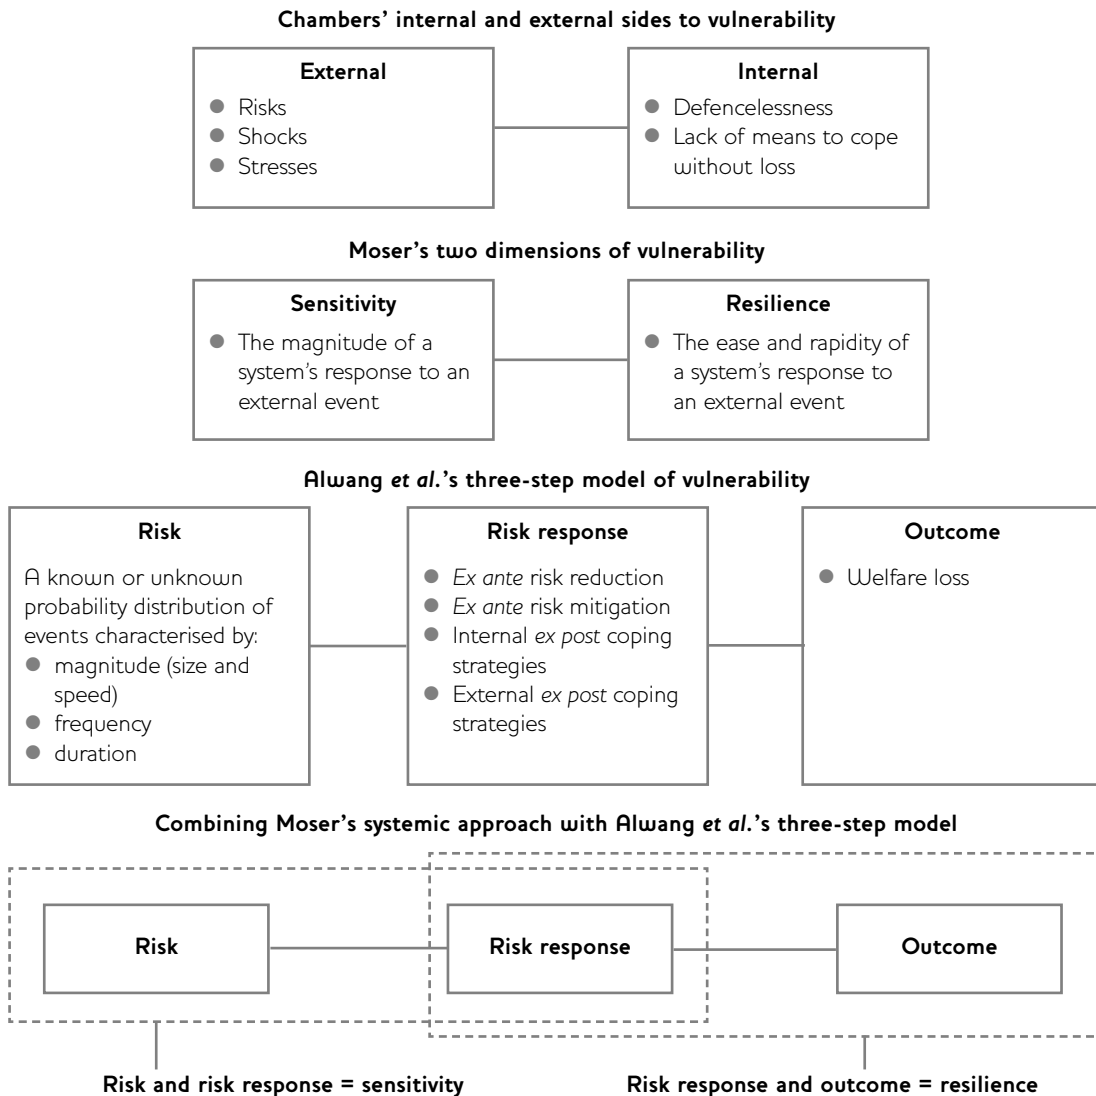 Chambers’ internal and external sides to vulnerability
External
● Risks
● Shocks
● Stresses
Internal
● Defencelessness
● Lack of means to cope
without loss
Moser’s two dimensions of vulnerability
Sensitivity
● The magnitude of a
system’s response to an
external event
Resilience
● The ease and rapidity of
a system’s response to
an external event
Alwang et al.’s three-step model of vulnerability
Risk
A known or unknown
probability distribution of
events characterised by:
● magnitude (size and
speed)
● frequency
● duration
Risk response
● Ex ante risk reduction
● Ex ante risk mitigation
● Internal ex post coping
strategies
● External ex post coping
strategies
Outcome
● Welfare loss
Combining Moser’s systemic approach with Alwang et al.’s three-step model
Risk
Risk response
Outcome
Risk and risk response = sensitivity
Risk response and outcome = resilience